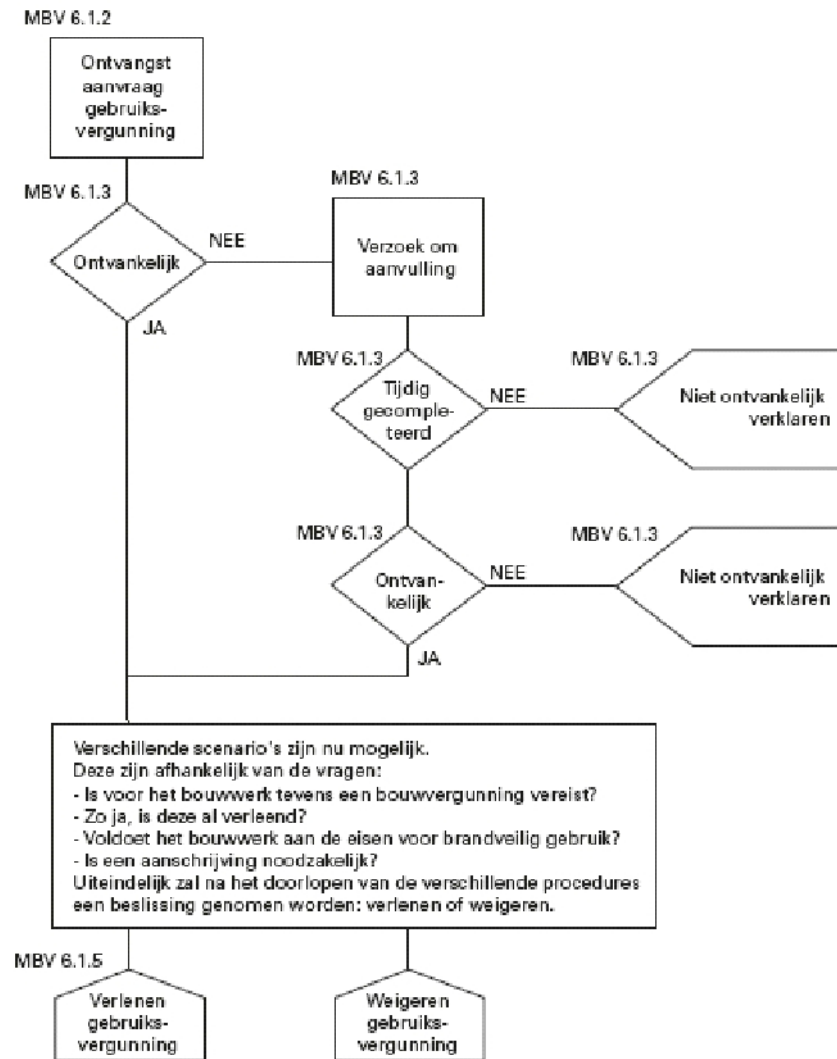 MBV 6.1.2
Ontvangst
aanvraag
gebruiks-
vergunning
MBV 6.1.3
Ontvankelijk
NEE
JA
MBV 6.1.3
Verzoek om
aanvulling
MBV 6.1.3
Tijdig
gecomple-
teerd
NEE
MBV 6.1.3
Niet ontvankelijk
verklaren
MBV 6.1.3
Ontvan-
kelijk
NEE
JA
MBV 6.1.3
Niet ontvankelijk
verklaren
Verschillende scenario's zijn nu mogelijk.
Deze zijn afhankelijk van de vragen:
- Is voor het bouwwerk tevens een bouwvergunning vereist?
- Zo ja, is deze al verleend?
- Voldoet het bouwwerk aan de eisen voor brandveilig gebruik?
- Is een aanschrijving noodzakelijk?
Uiteindelijk zal na het doorlopen van de verschillende procedures
een beslissing genomen worden: verlenen of weigeren.
MBV 6.1.5
Verlenen
gebruiks-
vergunning
Weigeren
gebruiks-
vergunning